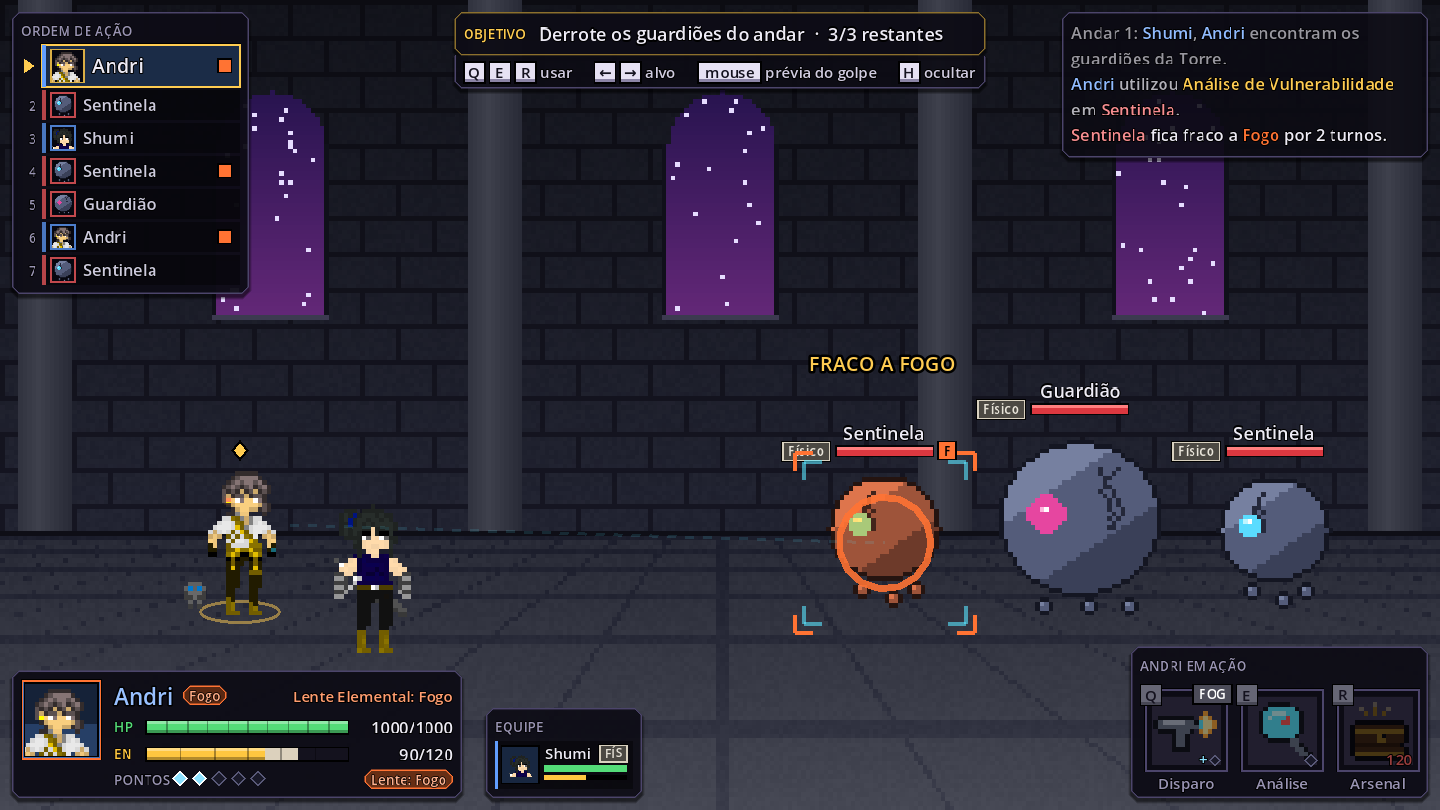 ORDEM DE AÇÃO
Andri
2 Sentinela
3 Shumi
4 Sentinela
5 Guardião
6 Andri
7 Sentinela
OBJETIVO Derrote os guardiões do andar · 3/3 restantes
Q E R usar ← → alvo mouse prévia do golpe H ocultar
Andar 1: Shumi, Andri encontram os
guardiões da Torre.
Andri utilizou Análise de Vulnerabilidade
em Sentinela.
Sentinela fica fraco a Fogo por 2 turnos.
FRACO A FOGO
Guardião
Físico
Sentinela
Físico F
Sentinela
Físico
Andri Fogo Lente Elemental: Fogo
HP 1000/1000
EN 90/120
PONTOS Lente: Fogo
EQUIPE
Shumi FÍS
ANDRI EM AÇÃO
Q FOG E R
+ 120
Disparo Análise Arsenal